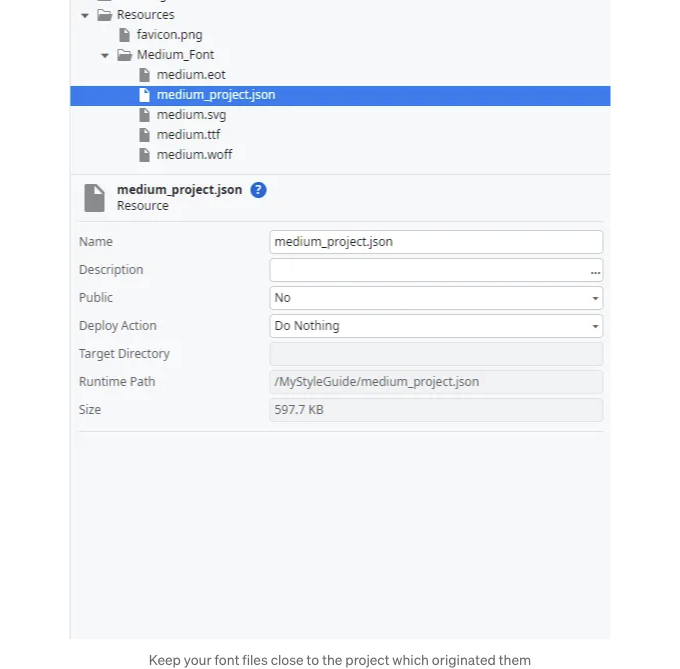 Resources
favicon.png
Medium_Font
medium.eot
medium_project.json
medium.svg
medium.ttf
medium.woff
medium_project.json ?
Resource
Name medium_project.json
Description ...
Public No
Deploy Action Do Nothing
Target Directory
Runtime Path /MyStyleGuide/medium_project.json
Size 597.7 KB
Keep your font files close to the project which originated them